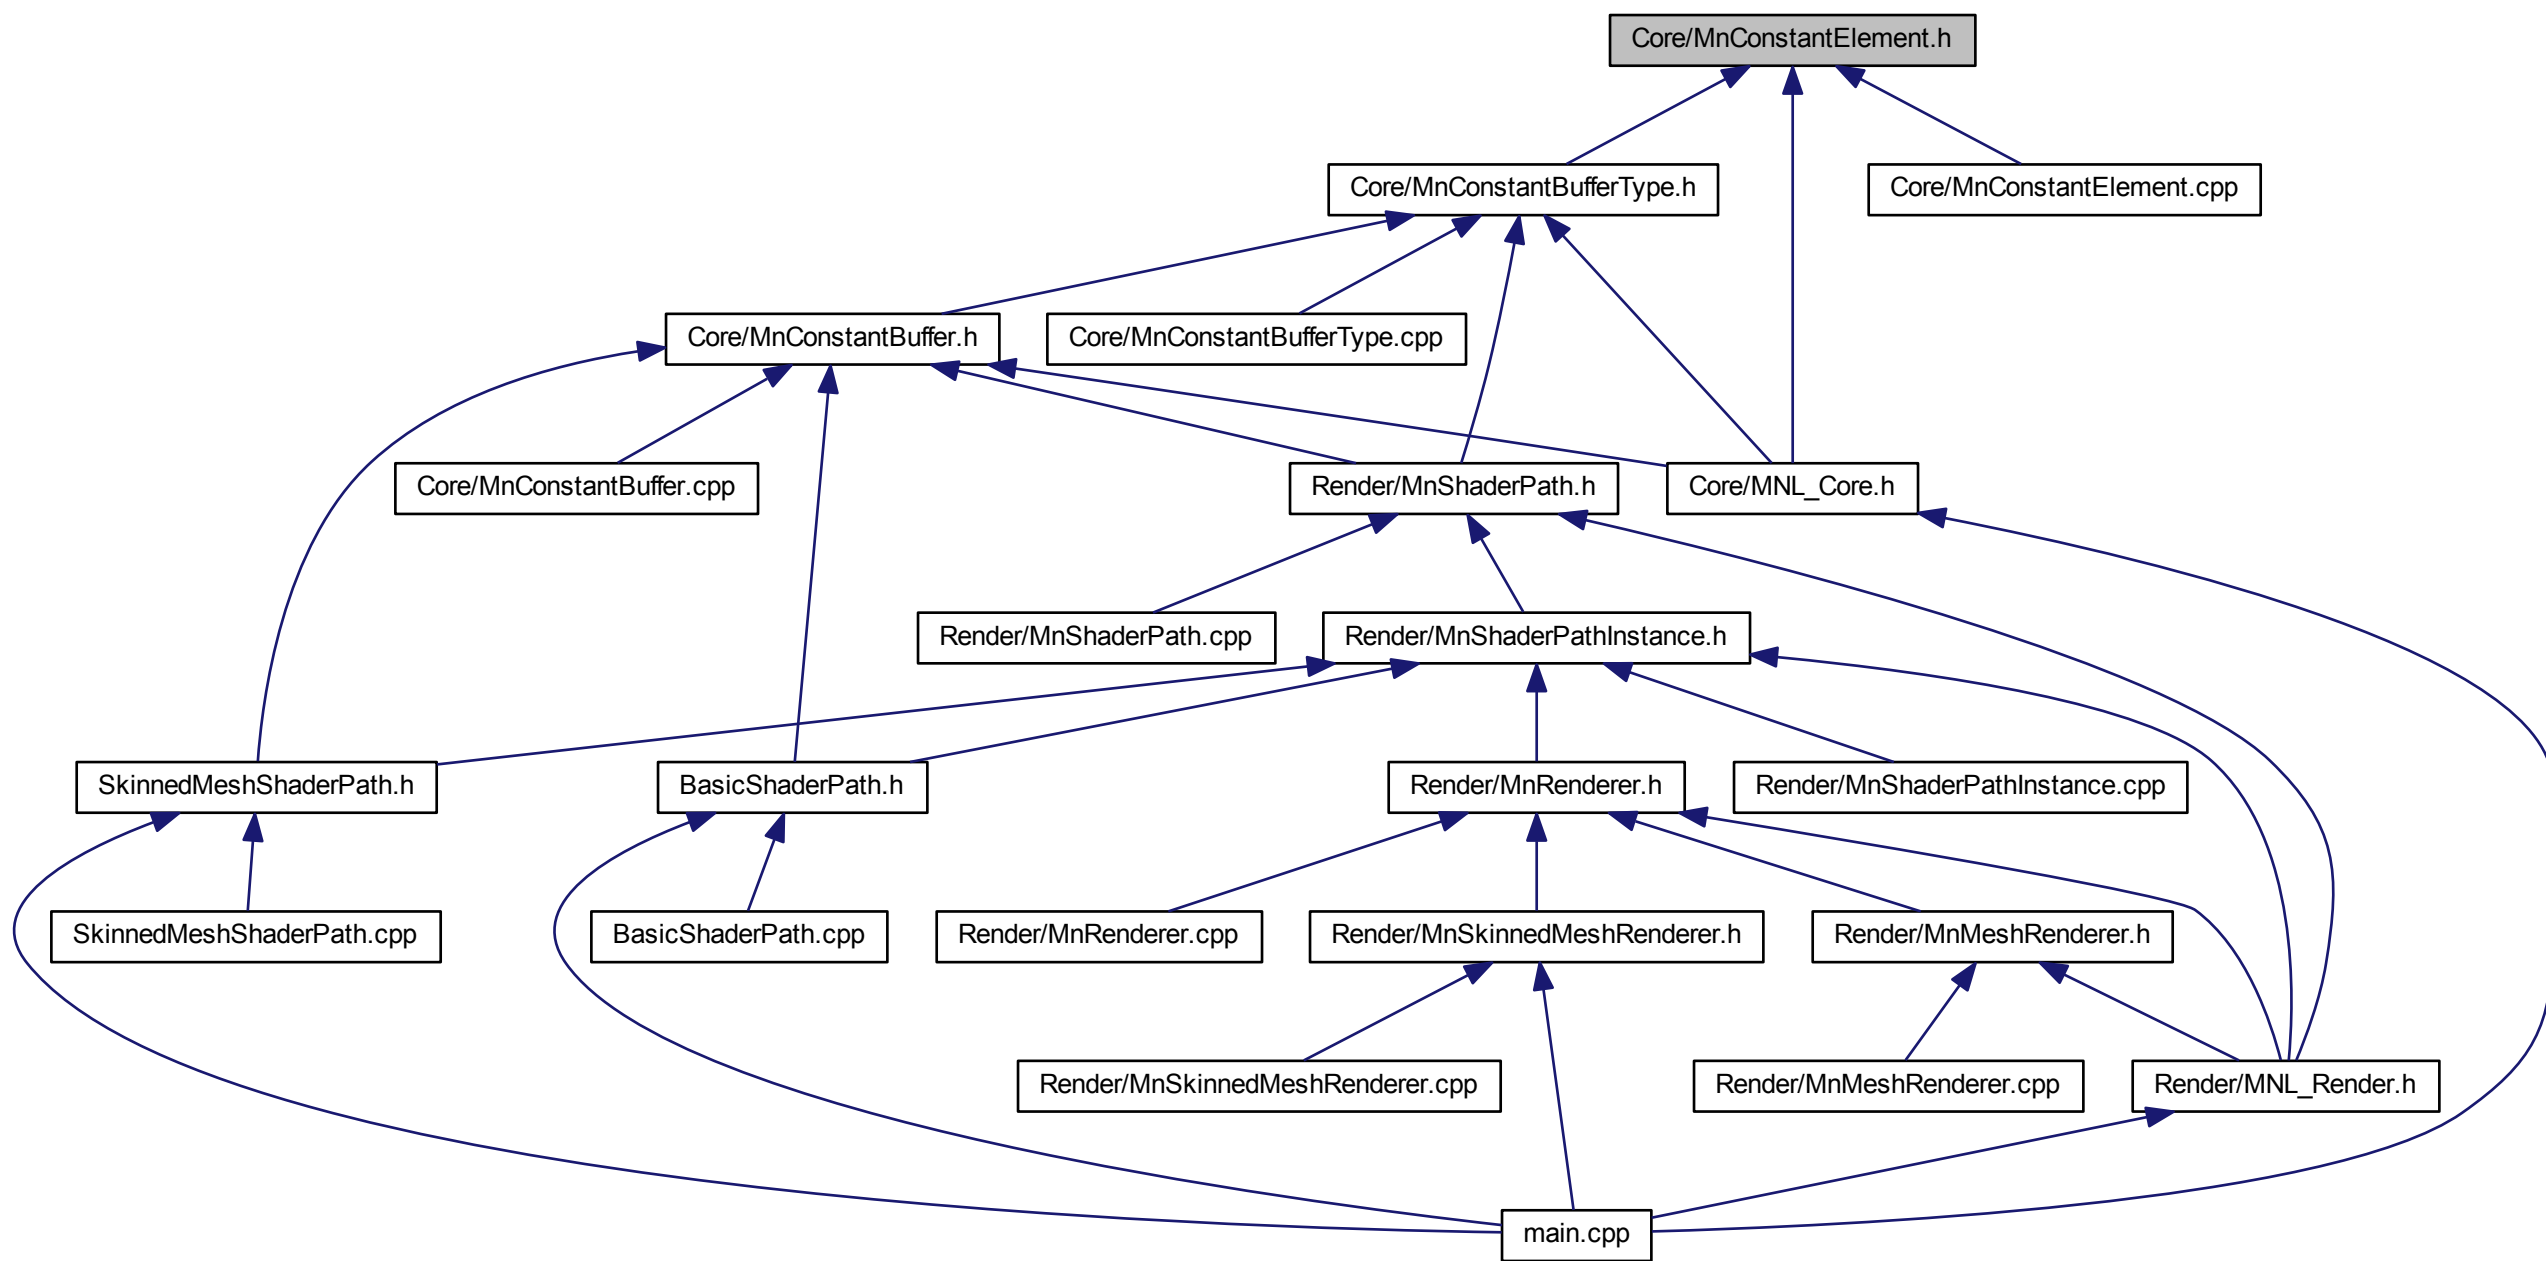 Core/MnConstantElement.h
Core/MnConstantBufferType.h
Core/MnConstantElement.cpp
Core/MnConstantBuffer.h
Core/MnConstantBufferType.cpp
Core/MnConstantBuffer.cpp
Render/MnShaderPath.h
Core/MNL_Core.h
Render/MnShaderPath.cpp
Render/MnShaderPathInstance.h
SkinnedMeshShaderPath.h
BasicShaderPath.h
Render/MnRenderer.h
Render/MnShaderPathInstance.cpp
SkinnedMeshShaderPath.cpp
BasicShaderPath.cpp
Render/MnRenderer.cpp
Render/MnSkinnedMeshRenderer.h
Render/MnMeshRenderer.h
Render/MnSkinnedMeshRenderer.cpp
Render/MnMeshRenderer.cpp
Render/MNL_Render.h
main.cpp